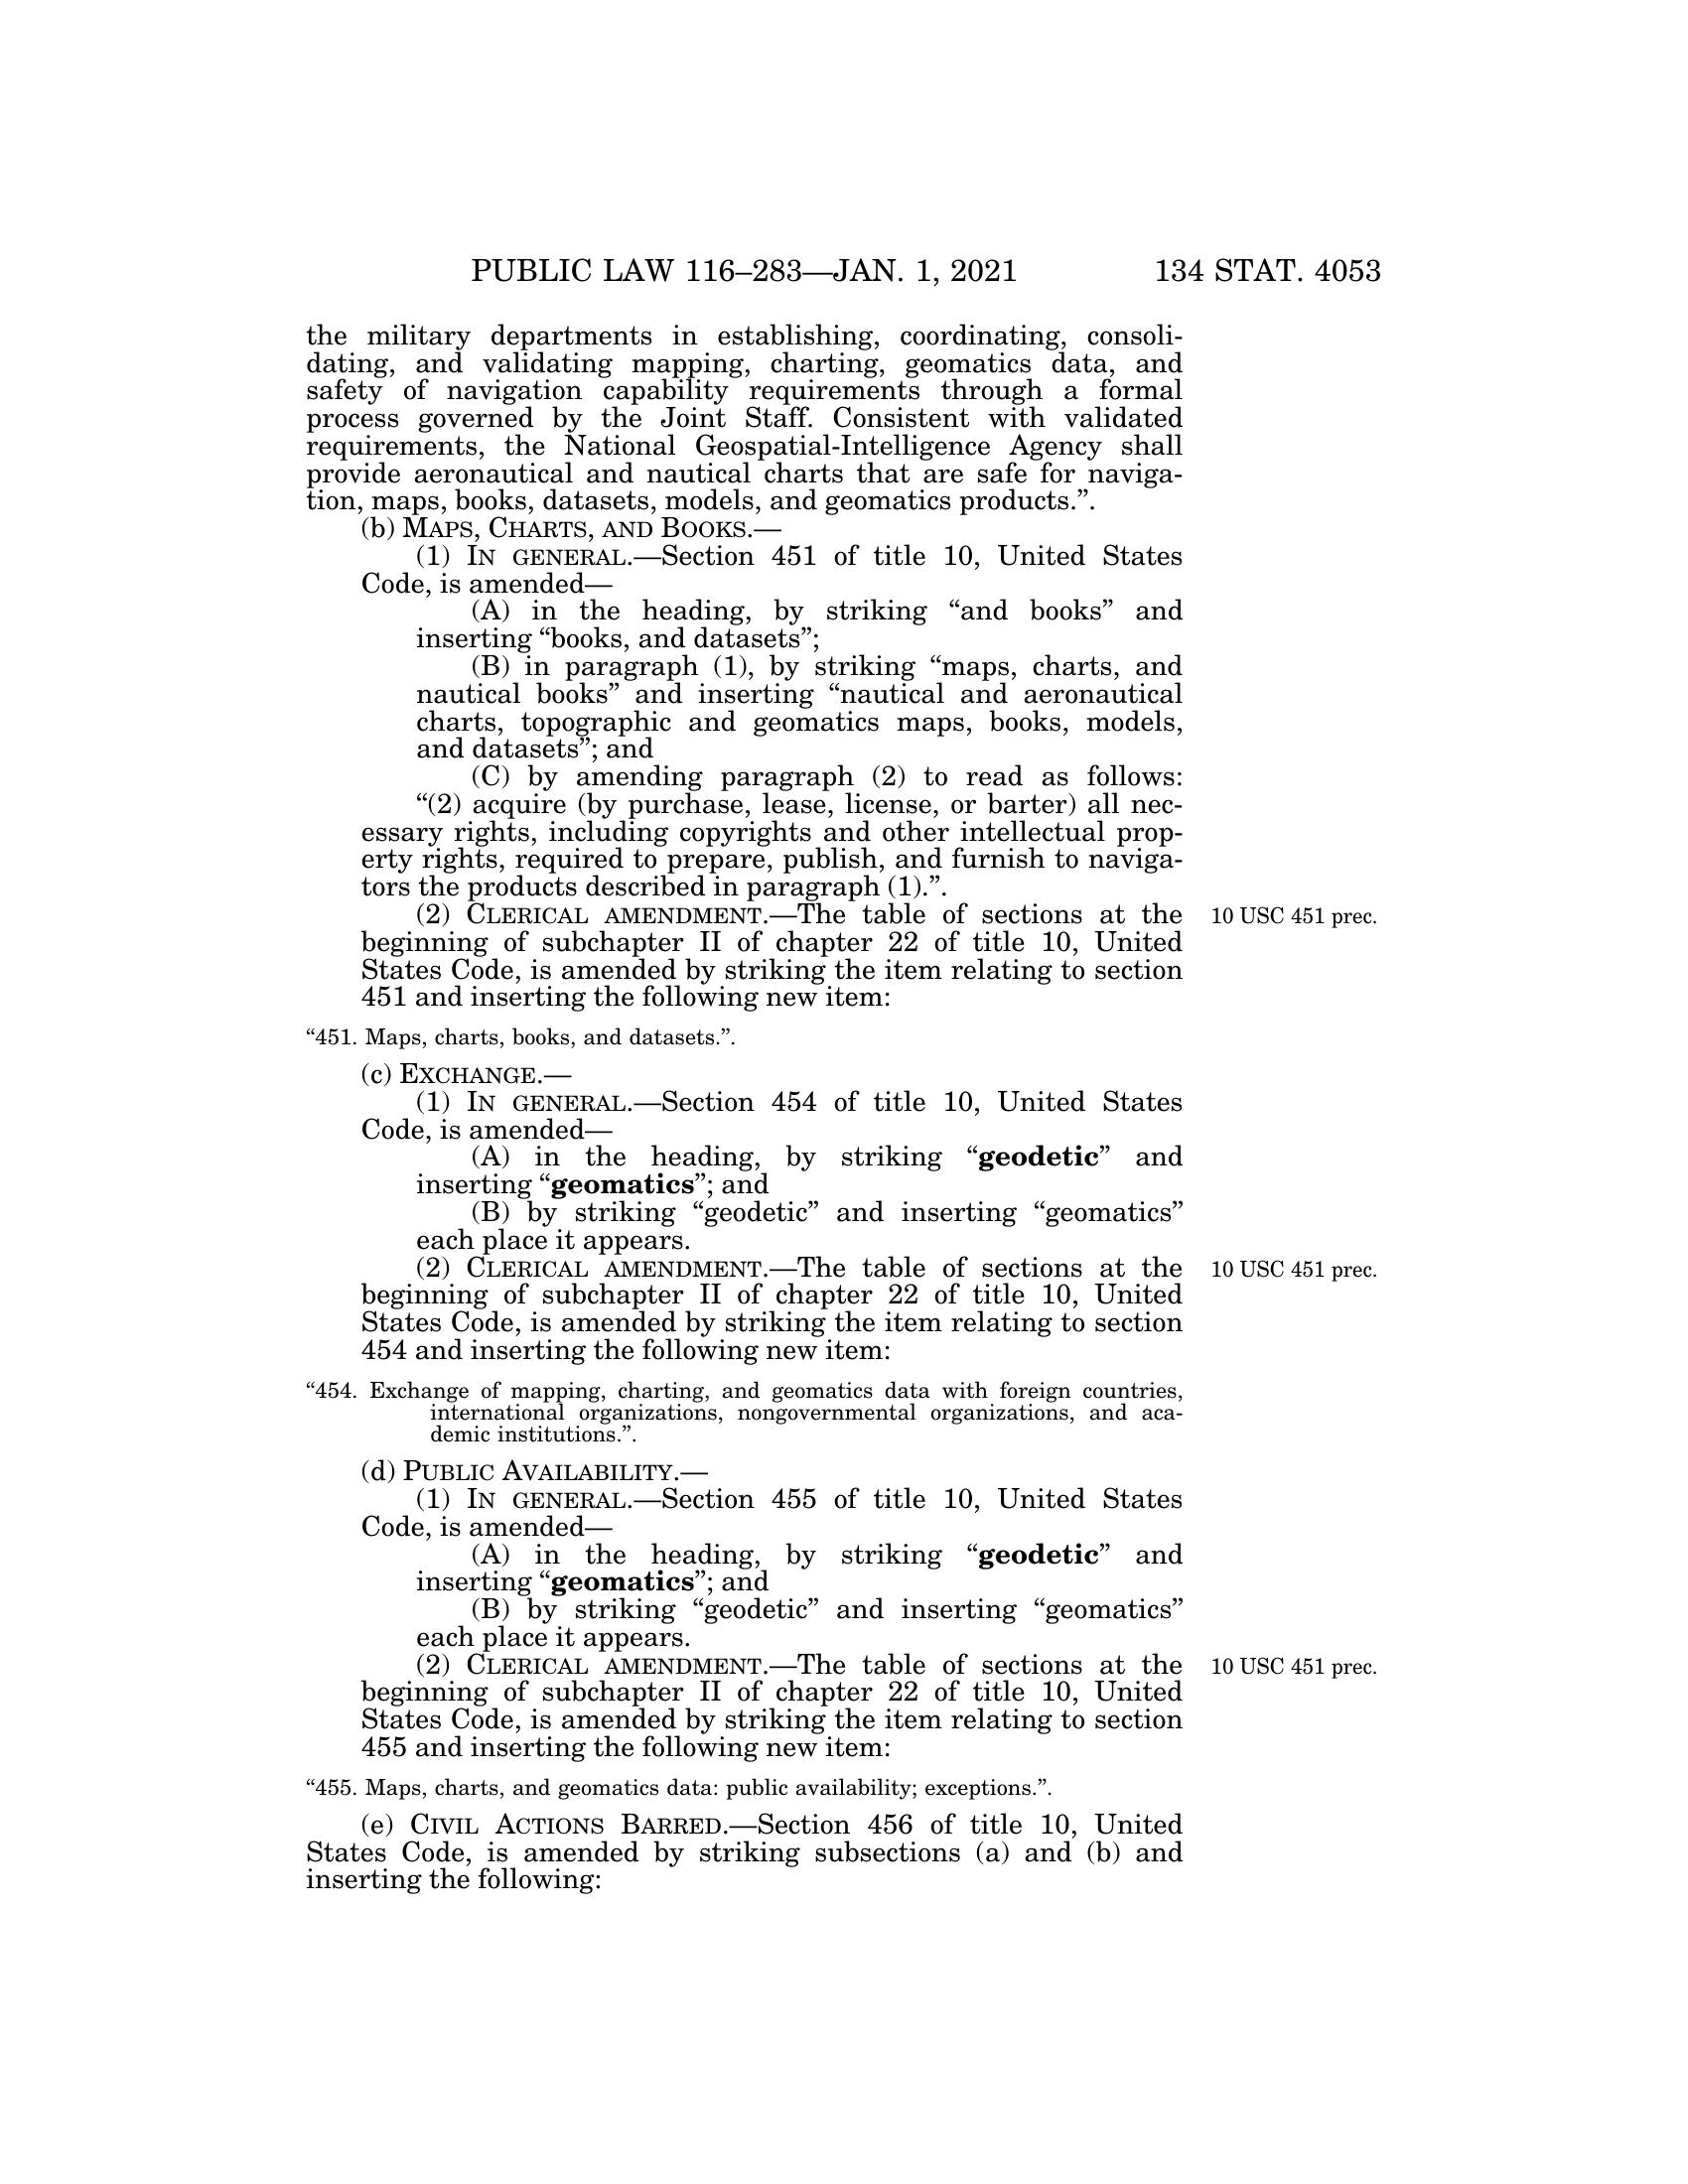 PUBLIC LAW 116–283—JAN. 1, 2021 134 STAT. 4053
the military departments in establishing, coordinating, consoli-
dating, and validating mapping, charting, geomatics data, and
safety of navigation capability requirements through a formal
process governed by the Joint Staff. Consistent with validated
requirements, the National Geospatial-Intelligence Agency shall
provide aeronautical and nautical charts that are safe for naviga-
tion, maps, books, datasets, models, and geomatics products.”.
(b) MAPS, CHARTS, AND BOOKS.—
(1) IN GENERAL.—Section 451 of title 10, United States
Code, is amended—
(A) in the heading, by striking “and books” and
inserting “books, and datasets”;
(B) in paragraph (1), by striking “maps, charts, and
nautical books” and inserting “nautical and aeronautical
charts, topographic and geomatics maps, books, models,
and datasets”; and
(C) by amending paragraph (2) to read as follows:
“(2) acquire (by purchase, lease, license, or barter) all nec-
essary rights, including copyrights and other intellectual prop-
erty rights, required to prepare, publish, and furnish to naviga-
tors the products described in paragraph (1).”.
(2) CLERICAL AMENDMENT.—The table of sections at the
10 USC 451 prec.
beginning of subchapter II of chapter 22 of title 10, United
States Code, is amended by striking the item relating to section
451 and inserting the following new item:
“451. Maps, charts, books, and datasets.”.
(c) EXCHANGE.—
(1) IN GENERAL.—Section 454 of title 10, United States
Code, is amended—
(A) in the heading, by striking “geodetic” and
inserting “geomatics”; and
(B) by striking “geodetic” and inserting “geomatics”
each place it appears.
(2) CLERICAL AMENDMENT.—The table of sections at the
10 USC 451 prec.
beginning of subchapter II of chapter 22 of title 10, United
States Code, is amended by striking the item relating to section
454 and inserting the following new item:
“454. Exchange of mapping, charting, and geomatics data with foreign countries,
international organizations, nongovernmental organizations, and aca-
demic institutions.”.
(d) PUBLIC AVAILABILITY.—
(1) IN GENERAL.—Section 455 of title 10, United States
Code, is amended—
(A) in the heading, by striking “geodetic” and
inserting “geomatics”; and
(B) by striking “geodetic” and inserting “geomatics”
each place it appears.
(2) CLERICAL AMENDMENT.—The table of sections at the
10 USC 451 prec.
beginning of subchapter II of chapter 22 of title 10, United
States Code, is amended by striking the item relating to section
455 and inserting the following new item:
“455. Maps, charts, and geomatics data: public availability; exceptions.”.
(e) CIVIL ACTIONS BARRED.—Section 456 of title 10, United
States Code, is amended by striking subsections (a) and (b) and
inserting the following: